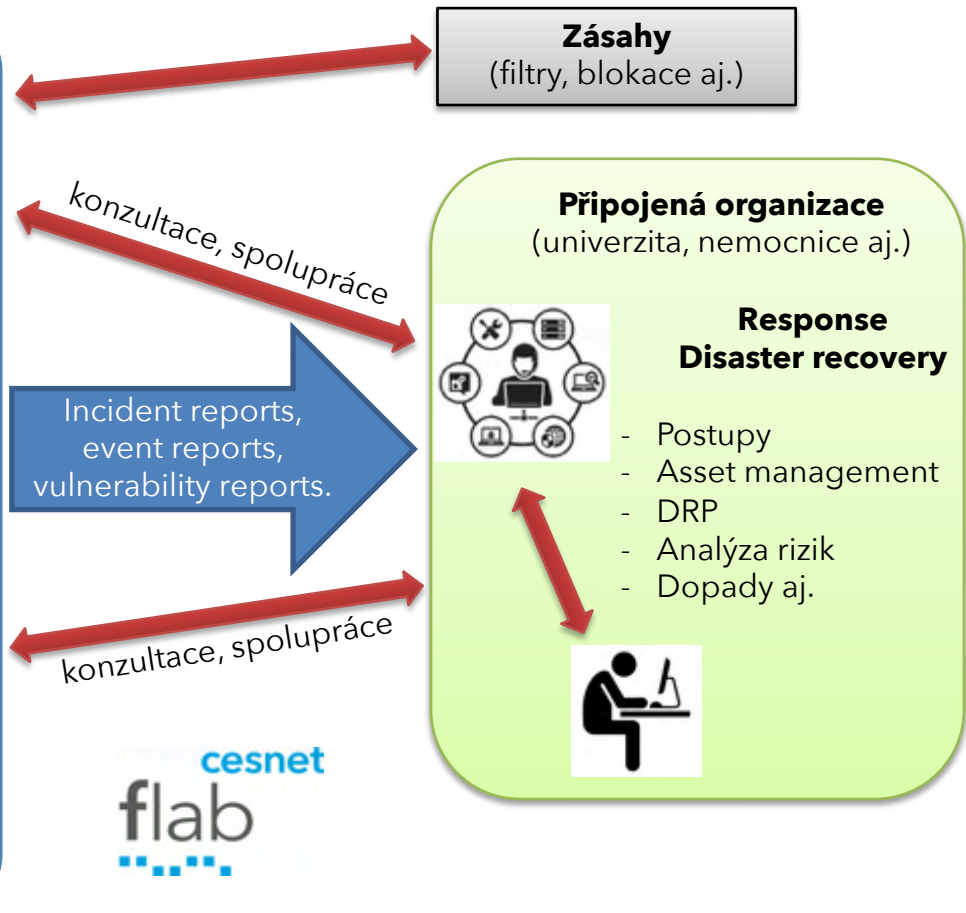 Zásahy
(filtry, blokace aj.)
konzultace, spolupráce
Připojená organizace
(univerzita, nemocnice aj.)
Response
Disaster recovery
Incident reports,
event reports,
vulnerability reports.
- Postupy
- Asset management
- DRP
- Analýza rizik
- Dopady aj.
konzultace, spolupráce
cesnet
flab